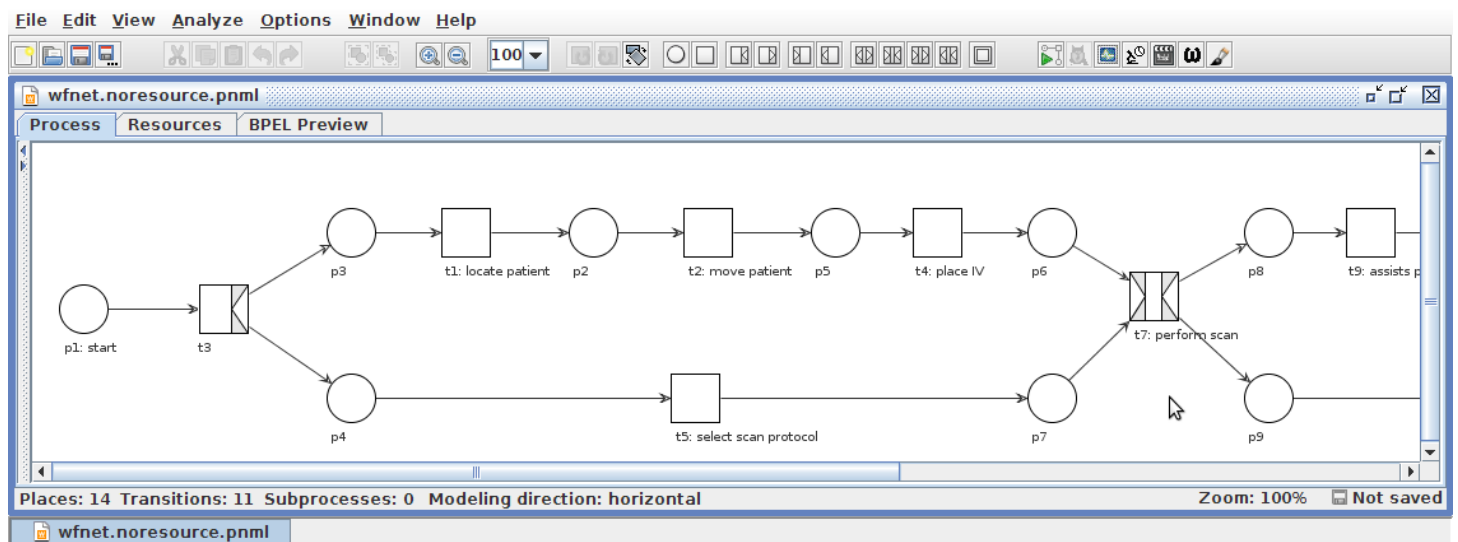 File Edit View Analyze Options Window Help
100
wfnet.noresource.pnml
Process Resources BPEL Preview
p3 t1: locate patient p2 t2: move patient p5 t4: place IV p6 p8 t9: assists p
p1: start t3 t7: perform scan
p4 t5: select scan protocol p7 p9
Places: 14 Transitions: 11 Subprocesses: 0 Modeling direction: horizontal Zoom: 100% Not saved
wfnet.noresource.pnml